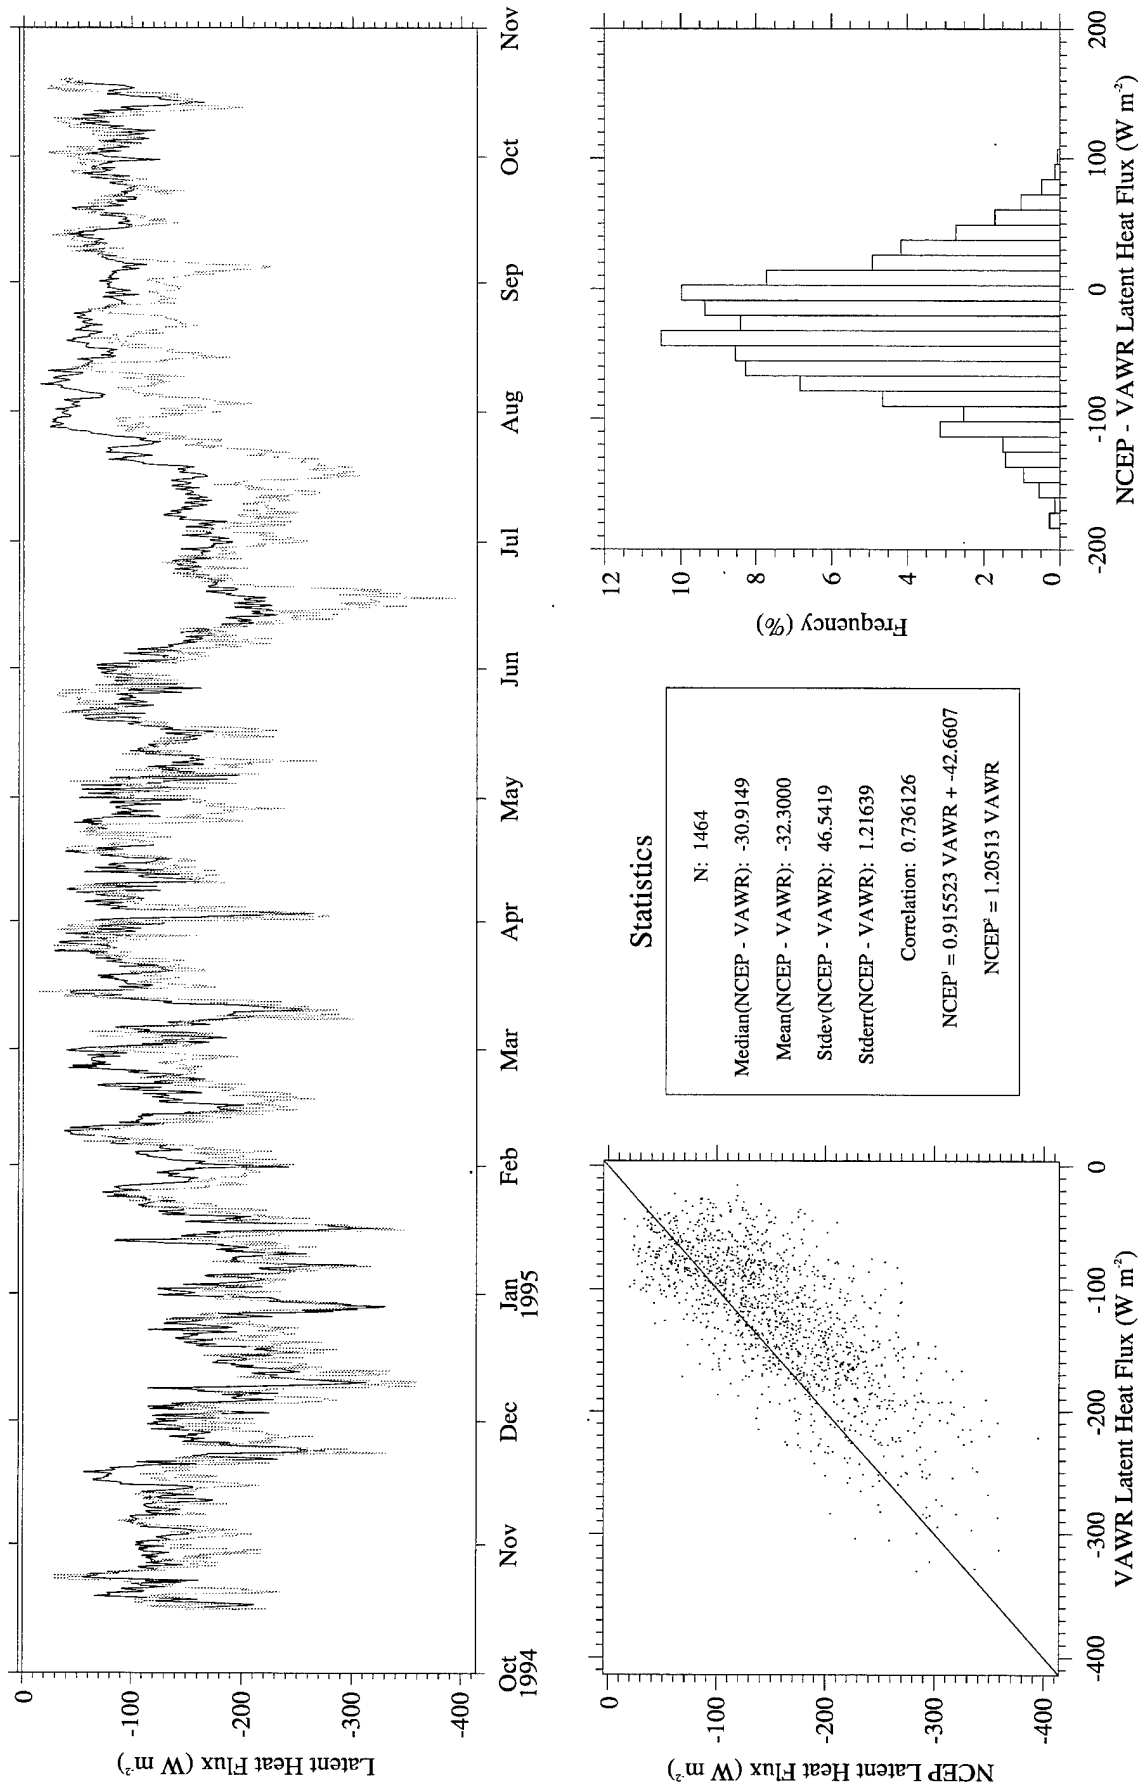 0
-100
-200
-300
-400
Latent Heat Flux (W m-2)
Oct
1994
Nov
Dec
Jan
1995
Feb
Mar
Apr
May
Jun
Jul
Aug
Sep
Oct
Nov
0
-100
-200
-300
-400
NCEP Latent Heat Flux (W m-2)
-400
-300
-200
-100
0
VAWR Latent Heat Flux (W m-2)
Statistics
N: 1464
Median(NCEP - VAWR): -30.9149
Mean(NCEP - VAWR): -32.3000
Stdev(NCEP - VAWR): 46.5419
Stderr(NCEP - VAWR): 1.21639
Correlation: 0.736126
NCEP¹ = 0.915523 VAWR + -42.6607
NCEP² = 1.20513 VAWR
12
10
8
6
4
2
0
Frequency (%)
-200
-100
0
100
200
NCEP - VAWR Latent Heat Flux (W m-2)